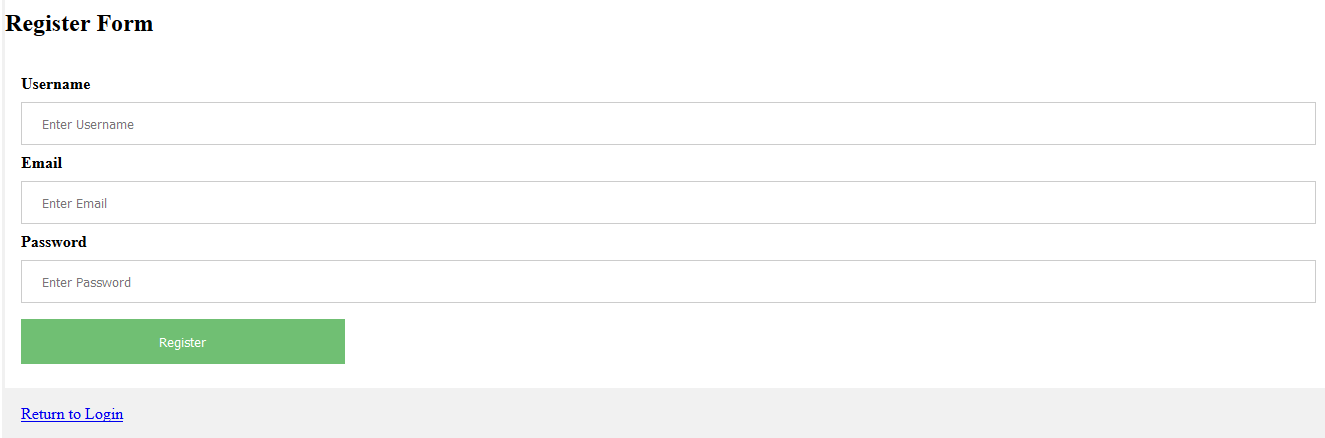 Register Form
Username
Enter Username
Email
Enter Email
Password
Enter Password
Register
Return to Login